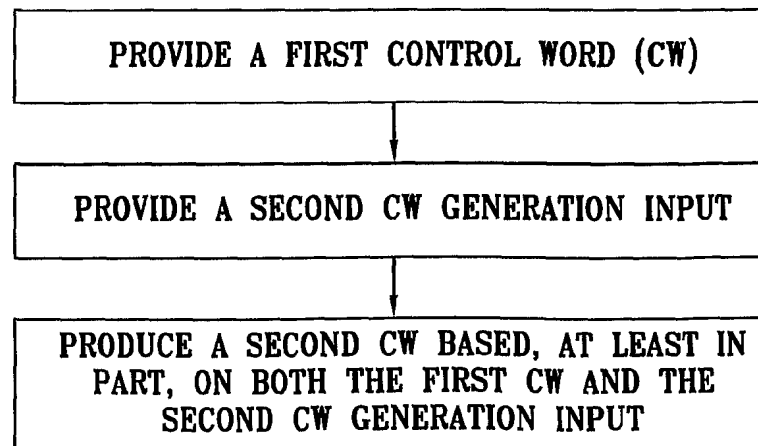 PROVIDE A FIRST CONTROL WORD (CW)
PROVIDE A SECOND CW GENERATION INPUT
PRODUCE A SECOND CW BASED, AT LEAST IN
PART, ON BOTH THE FIRST CW AND THE
SECOND CW GENERATION INPUT